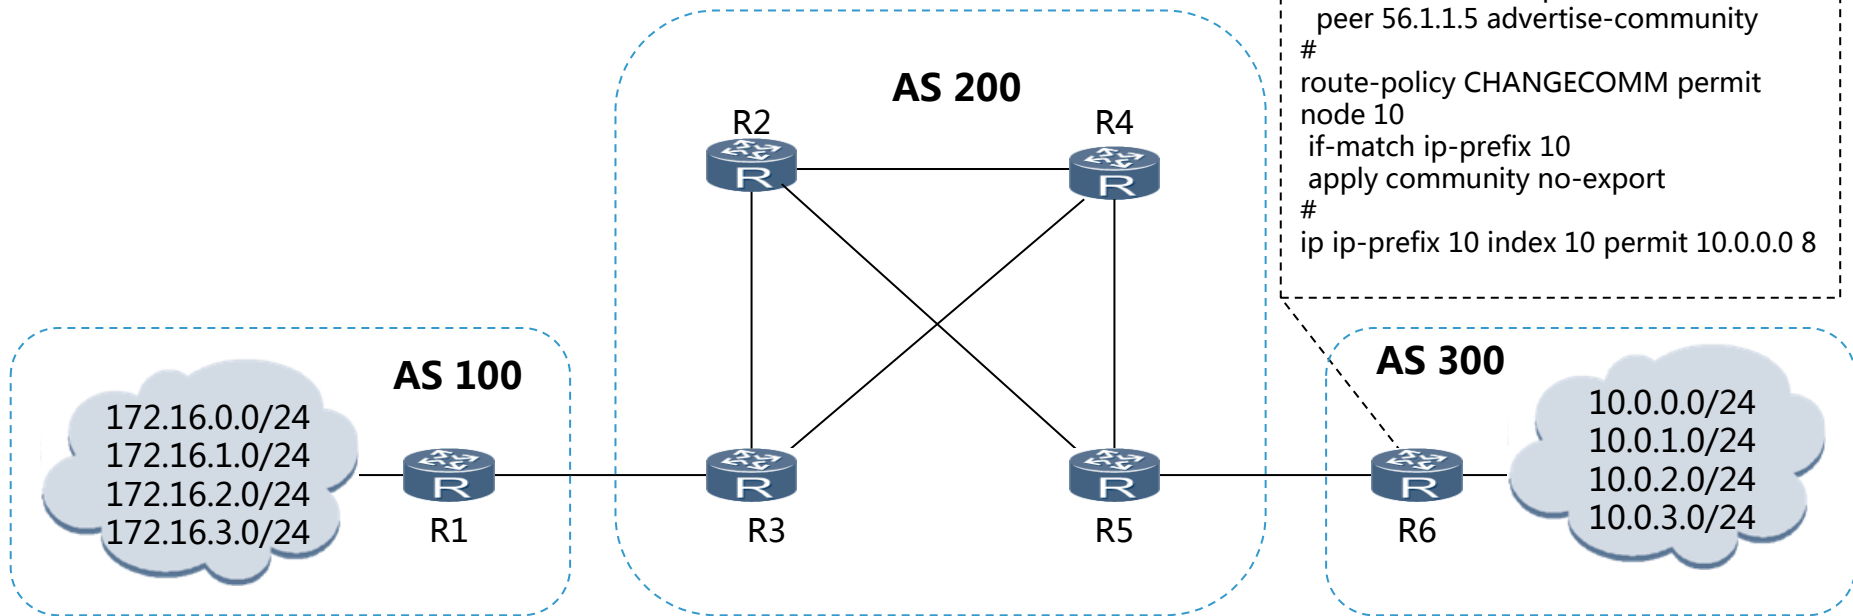 peer 56.1.1.5 advertise-community
#
route-policy CHANGECOMM permit
node 10
if-match ip-prefix 10
apply community no-export
#
ip ip-prefix 10 index 10 permit 10.0.0.0 8
AS 200
R2
R4
R3
R5
AS 100
172.16.0.0/24
172.16.1.0/24
172.16.2.0/24
172.16.3.0/24
R1
AS 300
10.0.0.0/24
10.0.1.0/24
10.0.2.0/24
10.0.3.0/24
R6
R
R
R
R
R
R